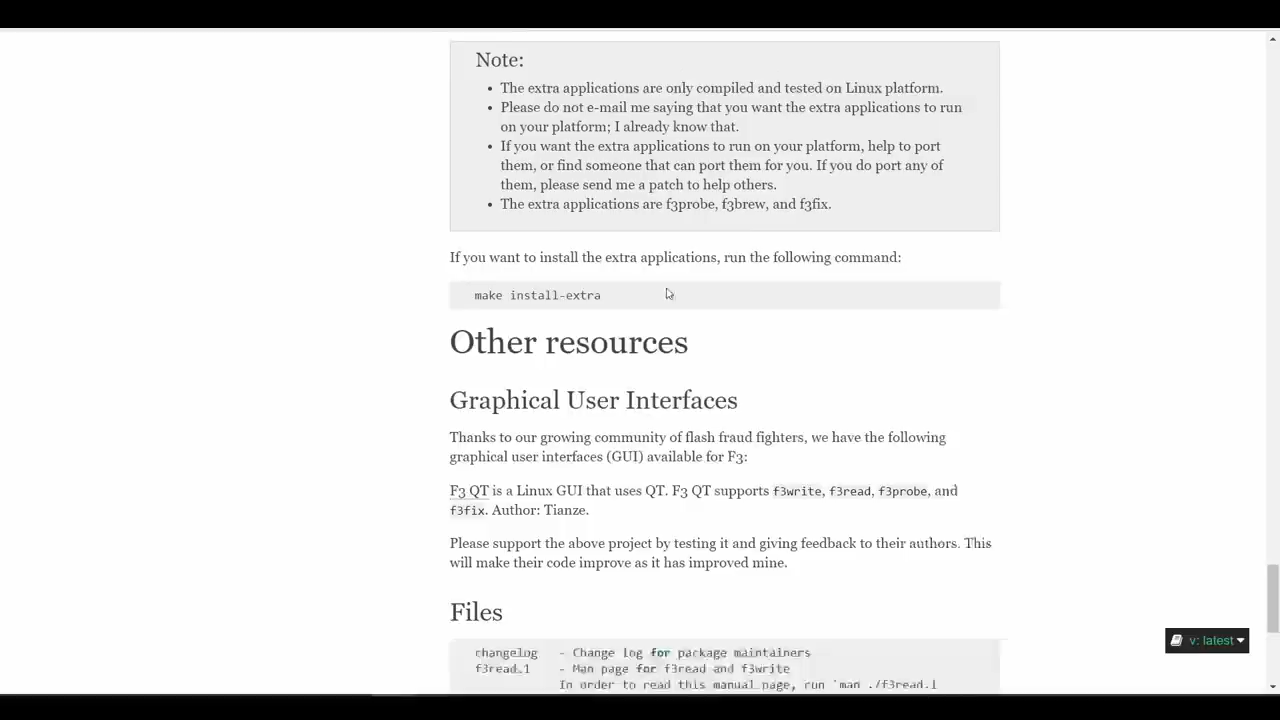 Note:
The extra applications are only compiled and tested on Linux platform.
Please do not e-mail me saying that you want the extra applications to run
on your platform; I already know that.
If you want the extra applications to run on your platform, help to port
them, or find someone that can port them for you. If you do port any of
them, please send me a patch to help others.
The extra applications are f3probe, f3brew, and f3fix.
If you want to install the extra applications, run the following command:
make install-extra
Other resources
Graphical User Interfaces
Thanks to our growing community of flash fraud fighters, we have the following
graphical user interfaces (GUI) available for F3:
F3 QT is a Linux GUI that uses QT. F3 QT supports f3write, f3read, f3probe, and
f3fix. Author: Tianze.
Please support the above project by testing it and giving feedback to their authors. This
will make their code improve as it has improved mine.
Files
v: latest
changelog - Change log for package maintainers
f3read.1 - Man page for f3read and f3write
In order to read this manual page, run `man ./f3read.1